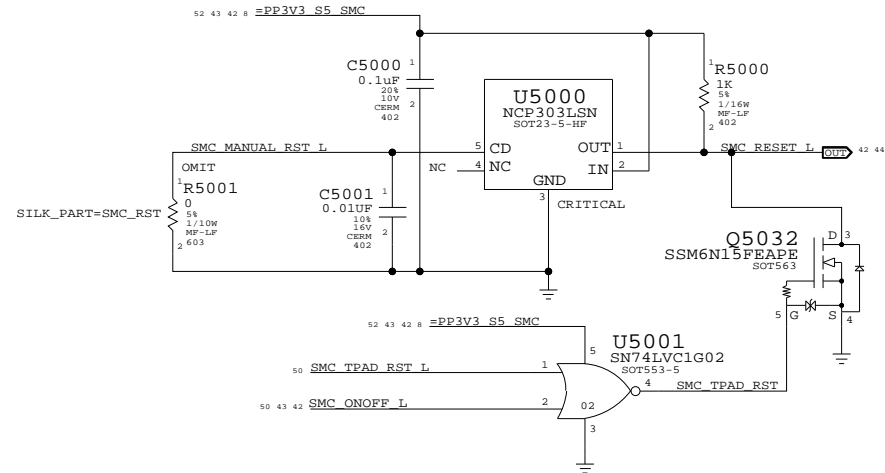 52 43 42 8 =PP3V3_S5_SMC
C5000
0.1uF
20%
10V
CERM
402
1
2
U5000
NCP303LSN
SOT23-5-HF
5 CD
4 NC
NC
OUT 1
IN 2
GND
3
CRITICAL
1
R5000
1K
5%
1/16W
MF-LF
402
2
SMC_MANUAL_RST_L
SMC_RESET_L
OUT 42 44
OMIT
1
R5001
0
5%
1/10W
MF-LF
603
2
SILK_PART=SMC_RST
C5001
0.01UF
10%
16V
CERM
402
1
2
Q5032
SSM6N15FEAPE
SOT563
D 3
5 G
S 4
52 43 42 8 =PP3V3_S5_SMC
U5001
SN74LVC1G02
SOT553-5
5
50 SMC_TPAD_RST_L
1
50 43 42 SMC_ONOFF_L
2
02
4
3
SMC_TPAD_RST